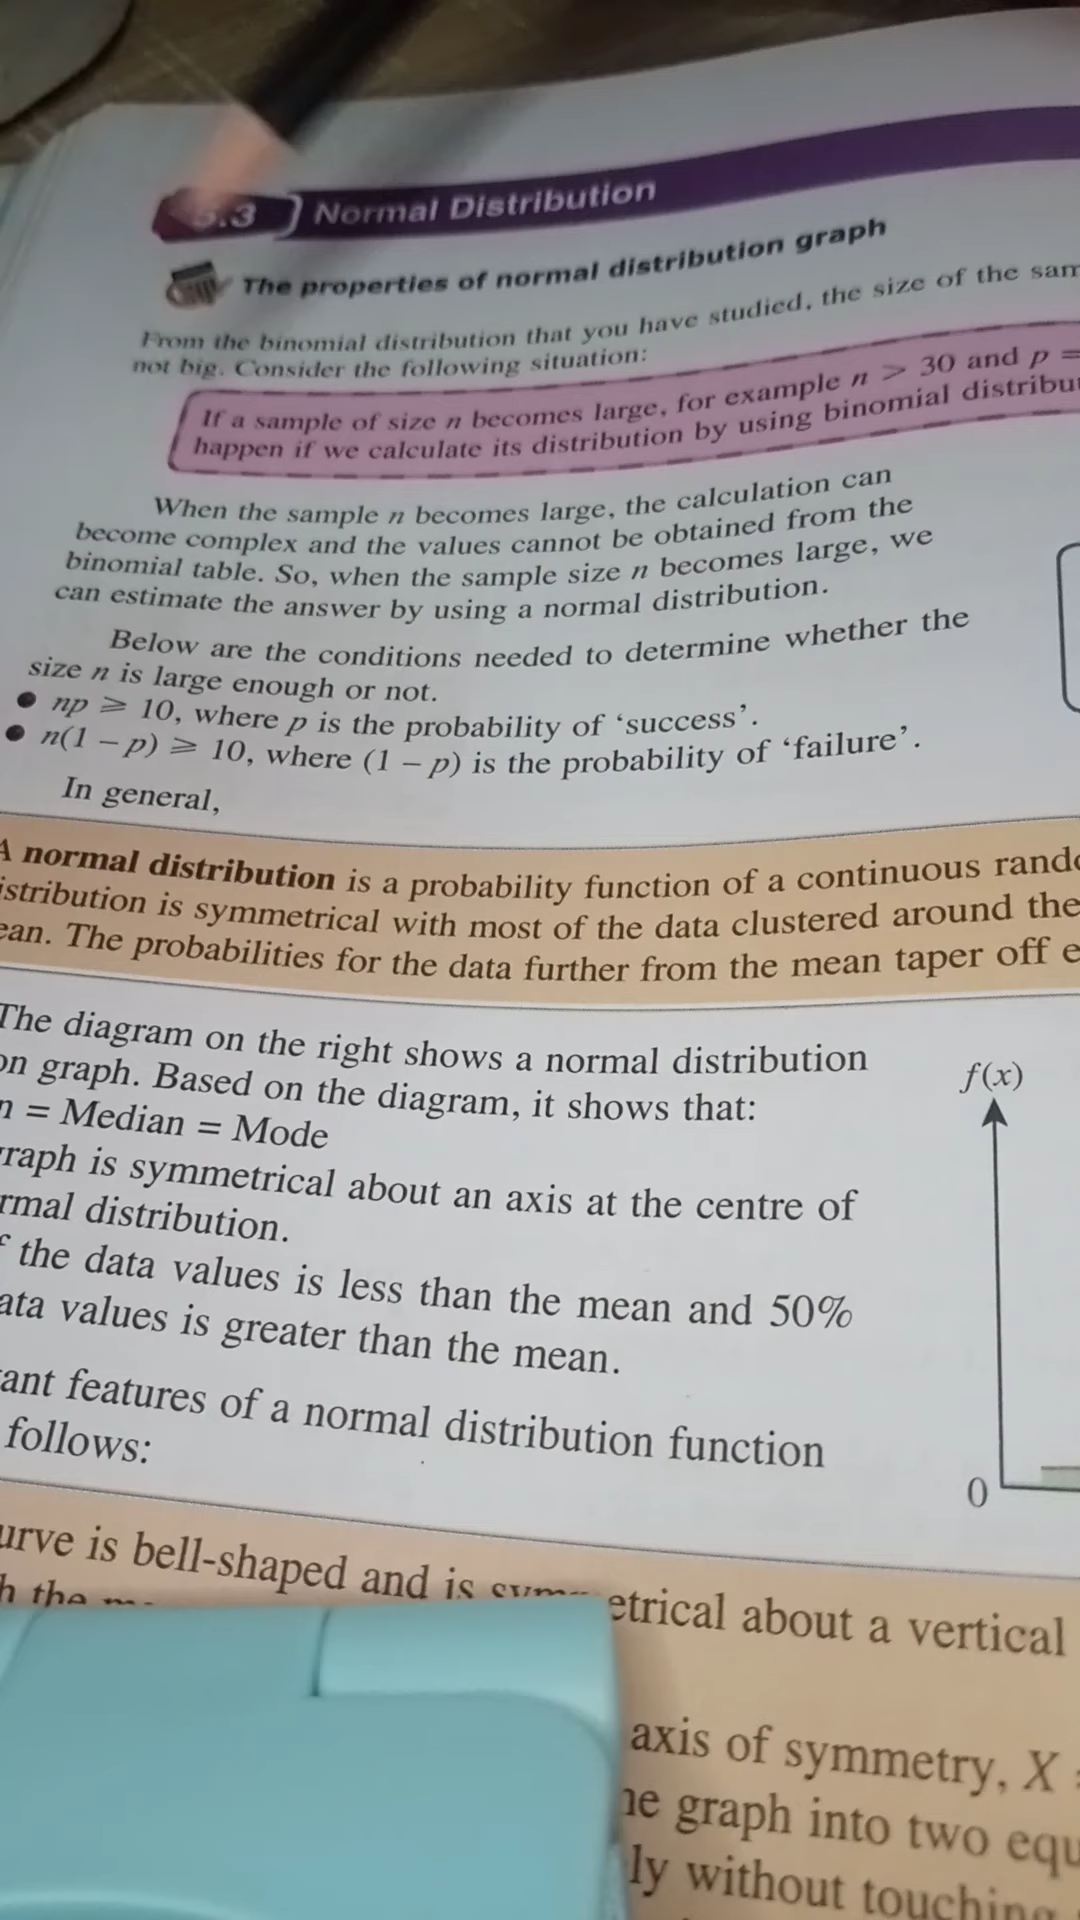 5.3 Normal Distribution
The properties of normal distribution graph
From the binomial distribution that you have studied, the size of the sam
not big. Consider the following situation:
If a sample of size n becomes large, for example n > 30 and p =
happen if we calculate its distribution by using binomial distribu
When the sample n becomes large, the calculation can
become complex and the values cannot be obtained from the
binomial table. So, when the sample size n becomes large, we
can estimate the answer by using a normal distribution.
Below are the conditions needed to determine whether the
size n is large enough or not.
● np ⩾ 10, where p is the probability of ‘success’.
● n(1 – p) ⩾ 10, where (1 – p) is the probability of ‘failure’.
In general,
A normal distribution is a probability function of a continuous rando
istribution is symmetrical with most of the data clustered around the
ean. The probabilities for the data further from the mean taper off e
The diagram on the right shows a normal distribution
on graph. Based on the diagram, it shows that:
n = Median = Mode
raph is symmetrical about an axis at the centre of
rmal distribution.
f the data values is less than the mean and 50%
ata values is greater than the mean.
ant features of a normal distribution function
follows:
f(x)
0
urve is bell-shaped and is symmetrical about a vertical
h the
axis of symmetry, X
he graph into two equ
ly without touching